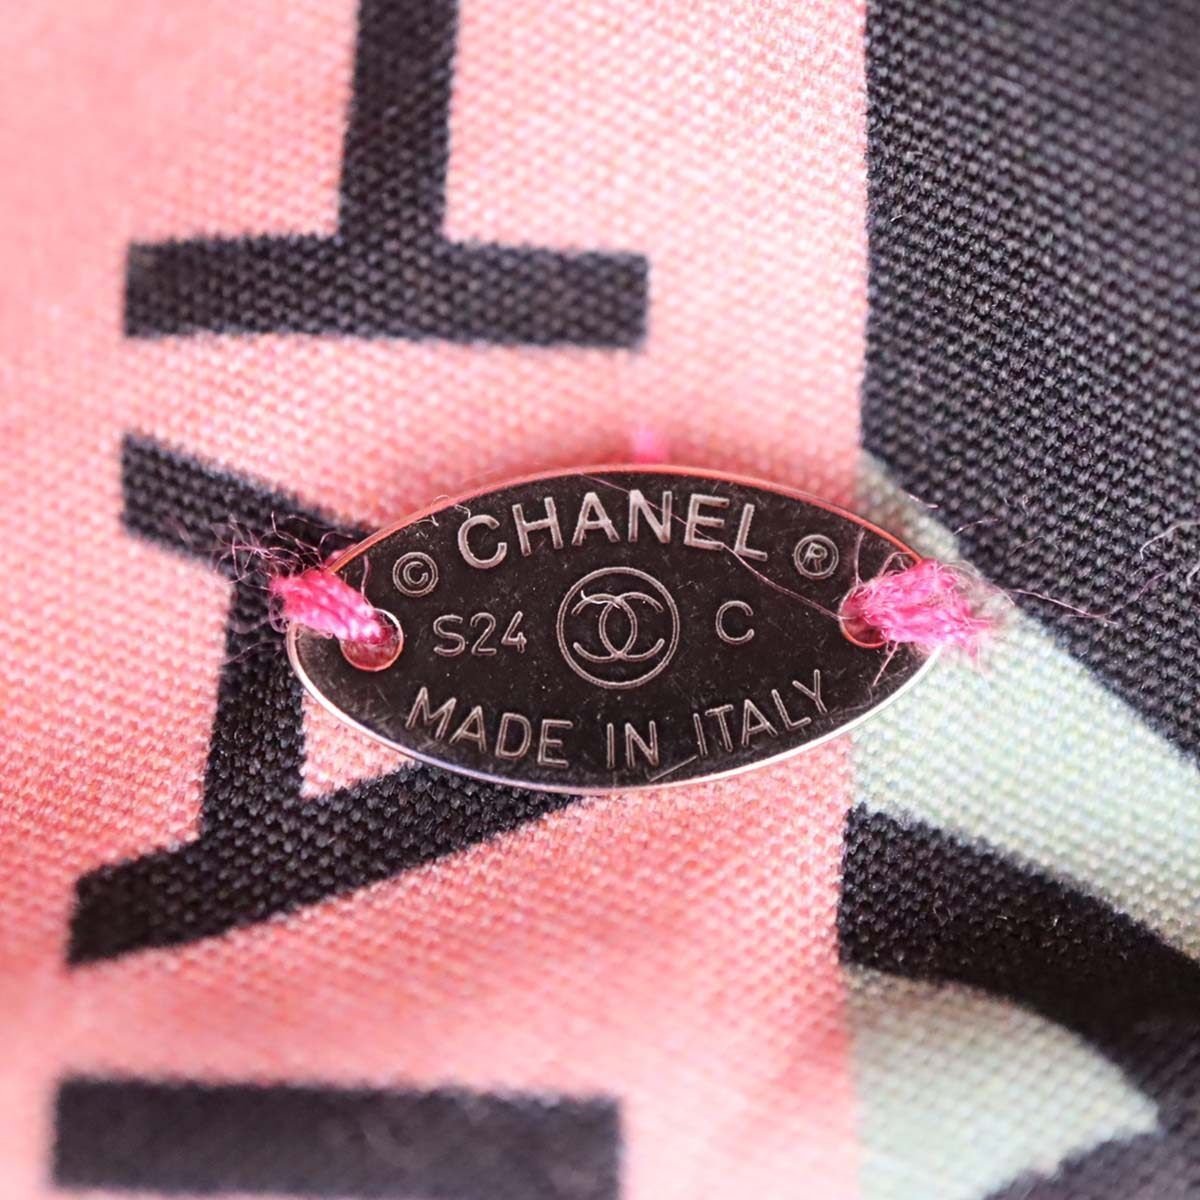 © CHANEL ®
S24 C
MADE IN ITALY